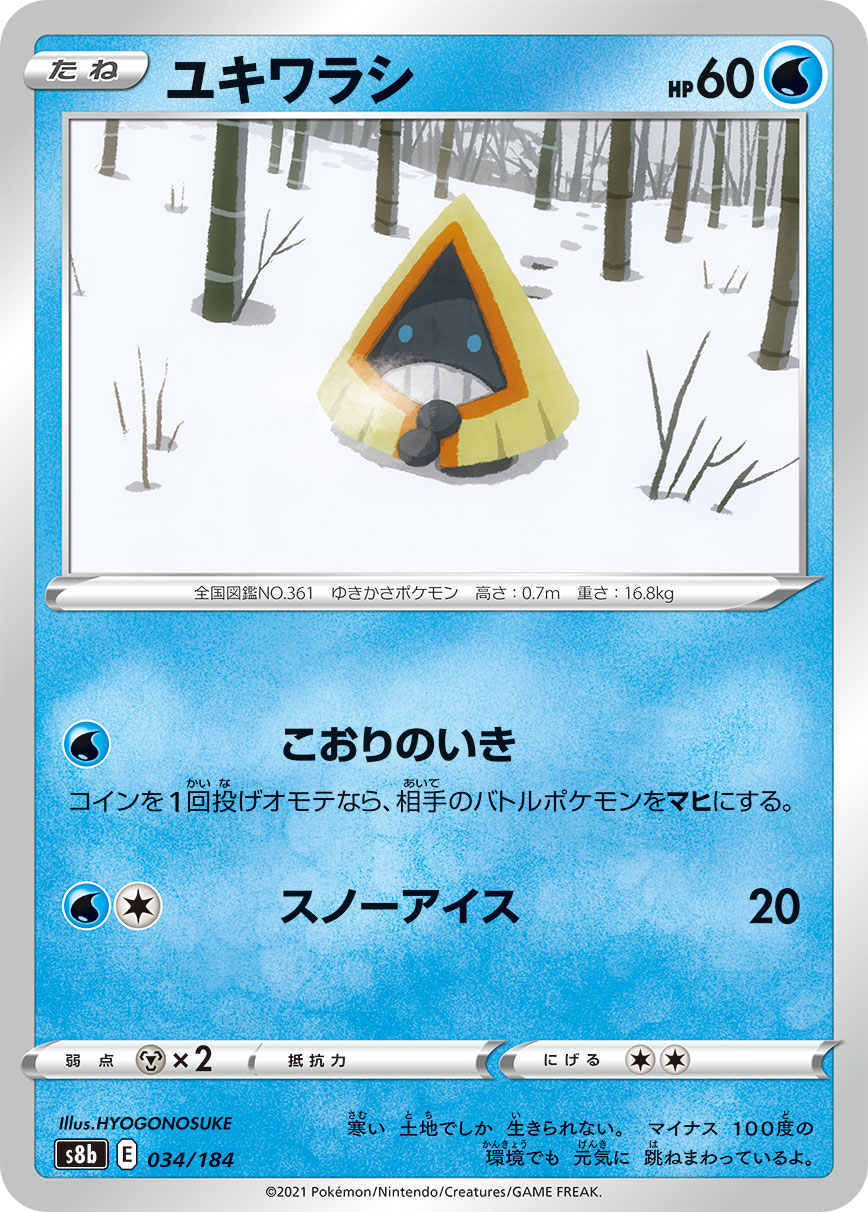 たね ユキワラシ HP60
全国図鑑NO.361 ゆきかさポケモン 高さ:0.7m 重さ:16.8kg
こおりのいき
コインを1回投げオモテなら、相手のバトルポケモンをマヒにする。
スノーアイス 20
弱点 ×2 抵抗力 にげる
Illus.HYOGONOSUKE
s8b E 034/184
寒い 土地でしか 生きられない。 マイナス 100度の
環境でも 元気に 跳ねまわっているよ。
©2021 Pokémon/Nintendo/Creatures/GAME FREAK.